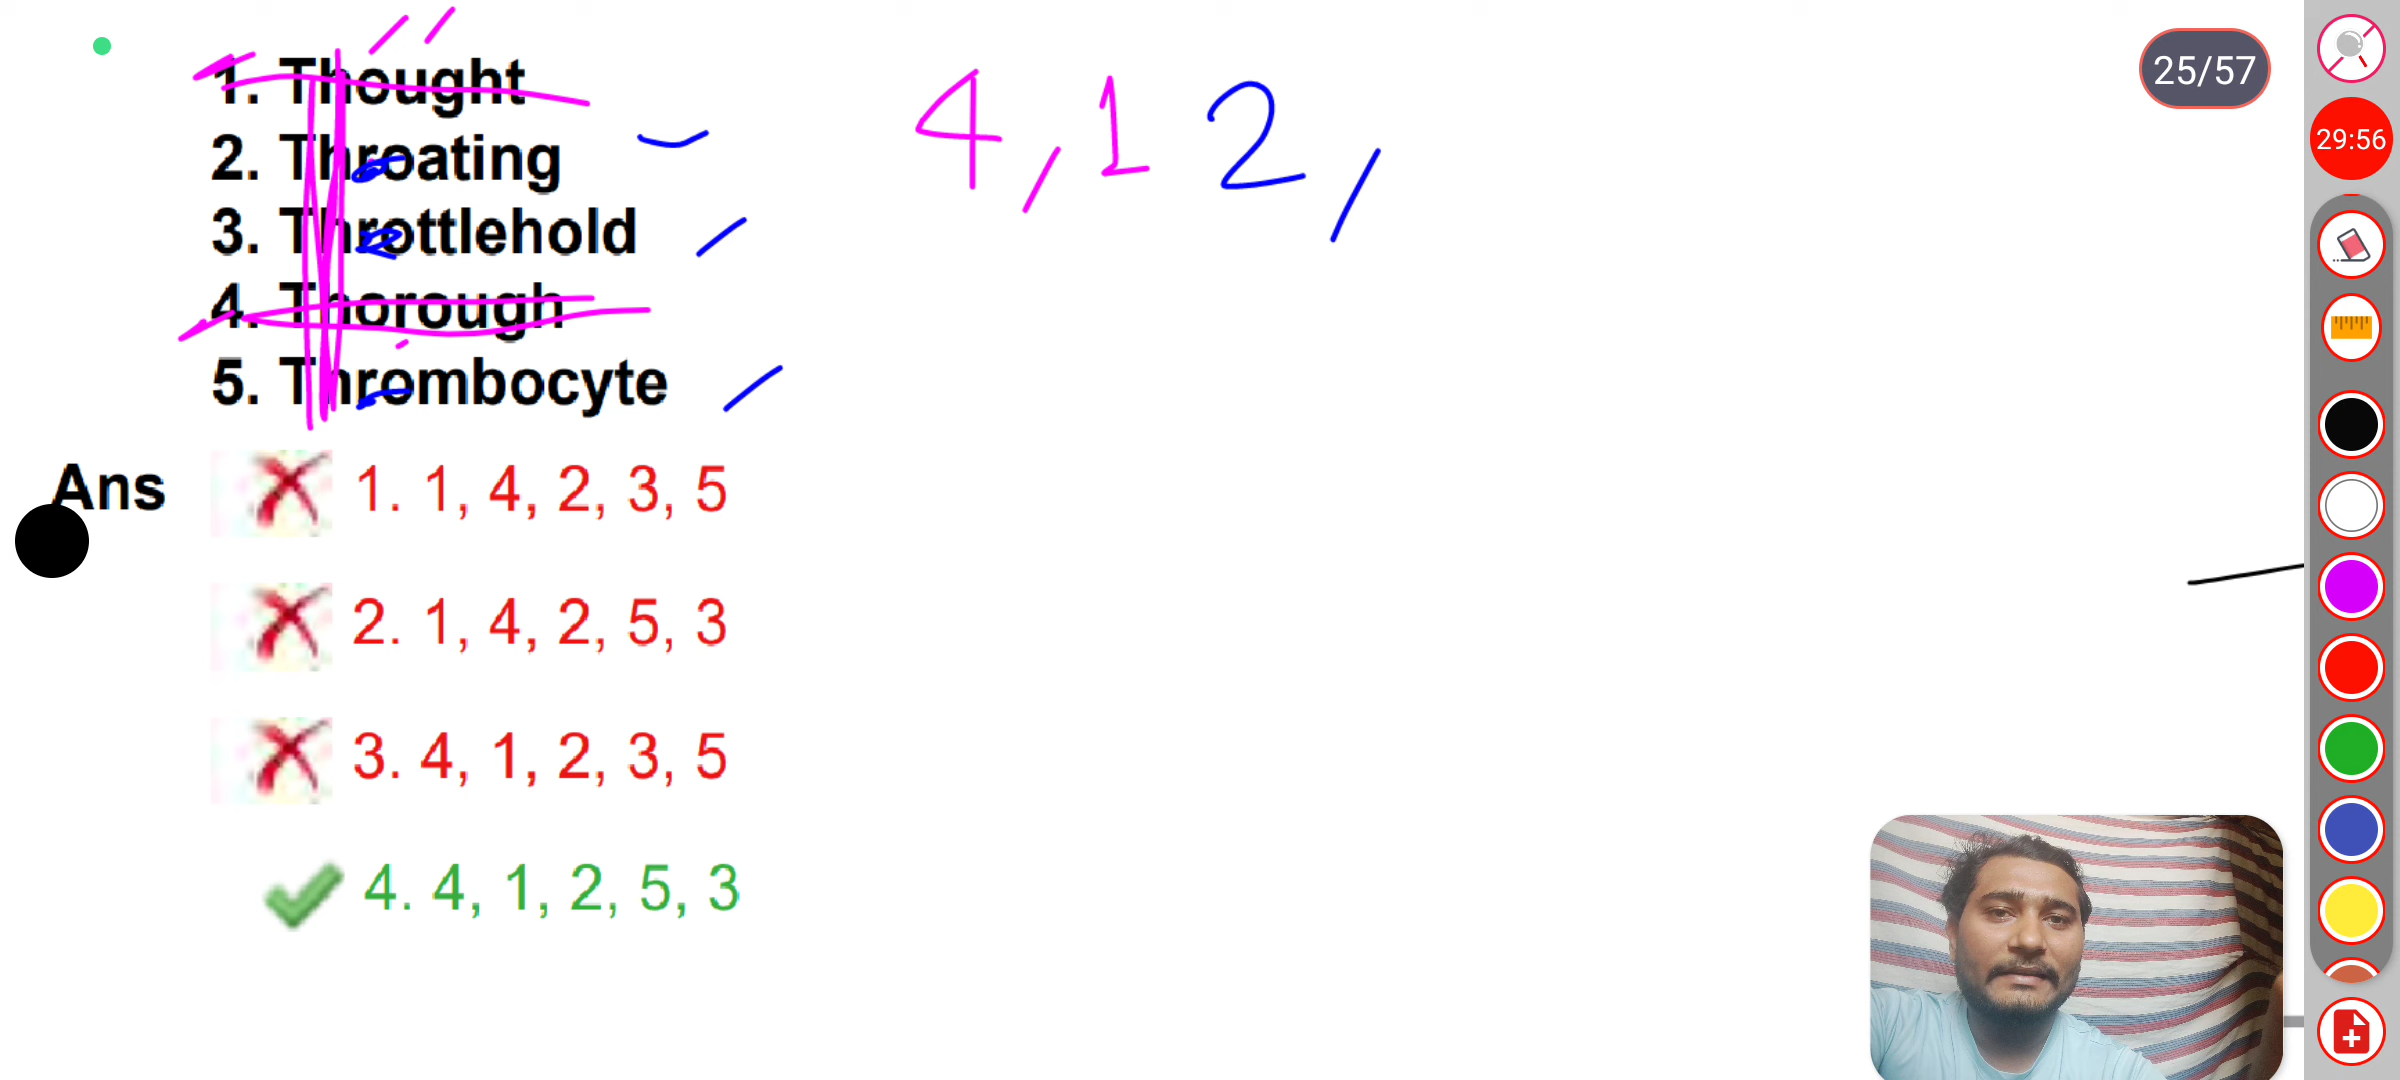 1. Thought
2. Throating
3. Throttlehold
4. Thorough
5. Thrombocyte
4, 1 2,
25/57
29:56
Ans
1. 1, 4, 2, 3, 5
2. 1, 4, 2, 5, 3
3. 4, 1, 2, 3, 5
4. 4, 1, 2, 5, 3